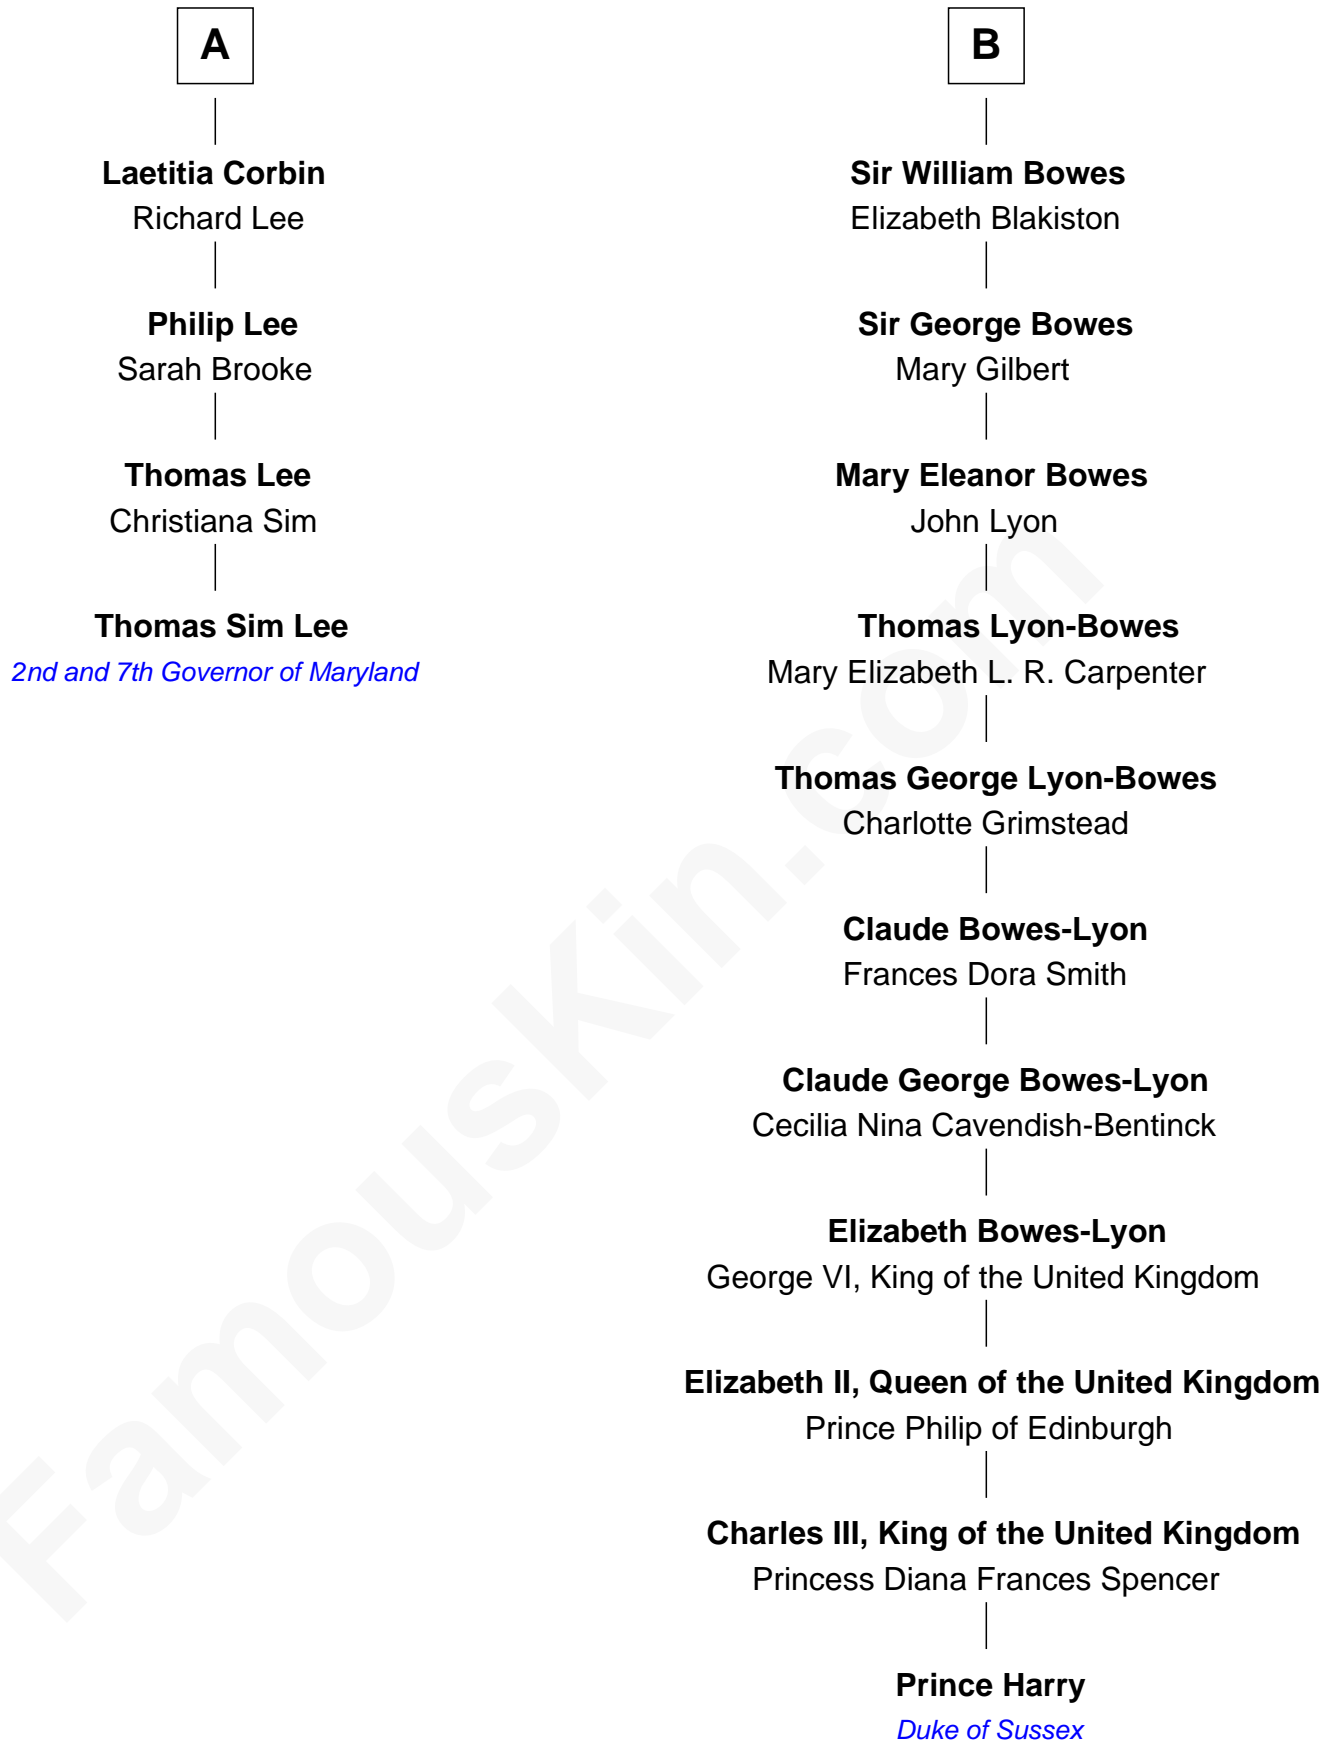 A
Laetitia Corbin
Richard Lee
Philip Lee
Sarah Brooke
Thomas Lee
Christiana Sim
Thomas Sim Lee
2nd and 7th Governor of Maryland
B
Sir William Bowes
Elizabeth Blakiston
Sir George Bowes
Mary Gilbert
Mary Eleanor Bowes
John Lyon
Thomas Lyon-Bowes
Mary Elizabeth L. R. Carpenter
Thomas George Lyon-Bowes
Charlotte Grimstead
Claude Bowes-Lyon
Frances Dora Smith
Claude George Bowes-Lyon
Cecilia Nina Cavendish-Bentinck
Elizabeth Bowes-Lyon
George VI, King of the United Kingdom
Elizabeth II, Queen of the United Kingdom
Prince Philip of Edinburgh
Charles III, King of the United Kingdom
Princess Diana Frances Spencer
Prince Harry
Duke of Sussex
FamousKin.com